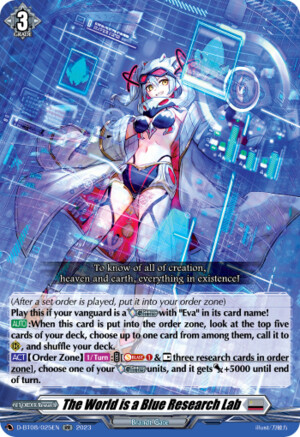 3
GRADE
To know of all of creation,
heaven and earth, everything in existence!
(After a set order is played, put it into your order zone)
Play this if your vanguard is a with "Eva" in its card name!
AUTO:When this card is put into the order zone, look at the top five
cards of your deck, choose up to one card from among them, call it to
, and shuffle your deck.
ACT【Order Zone】1/Turn & three research cards in order
zone], choose one of your units, and it gets +5000 until end
of turn.
The World is a Blue Research Lab
D-BT08-025EN RR 2023